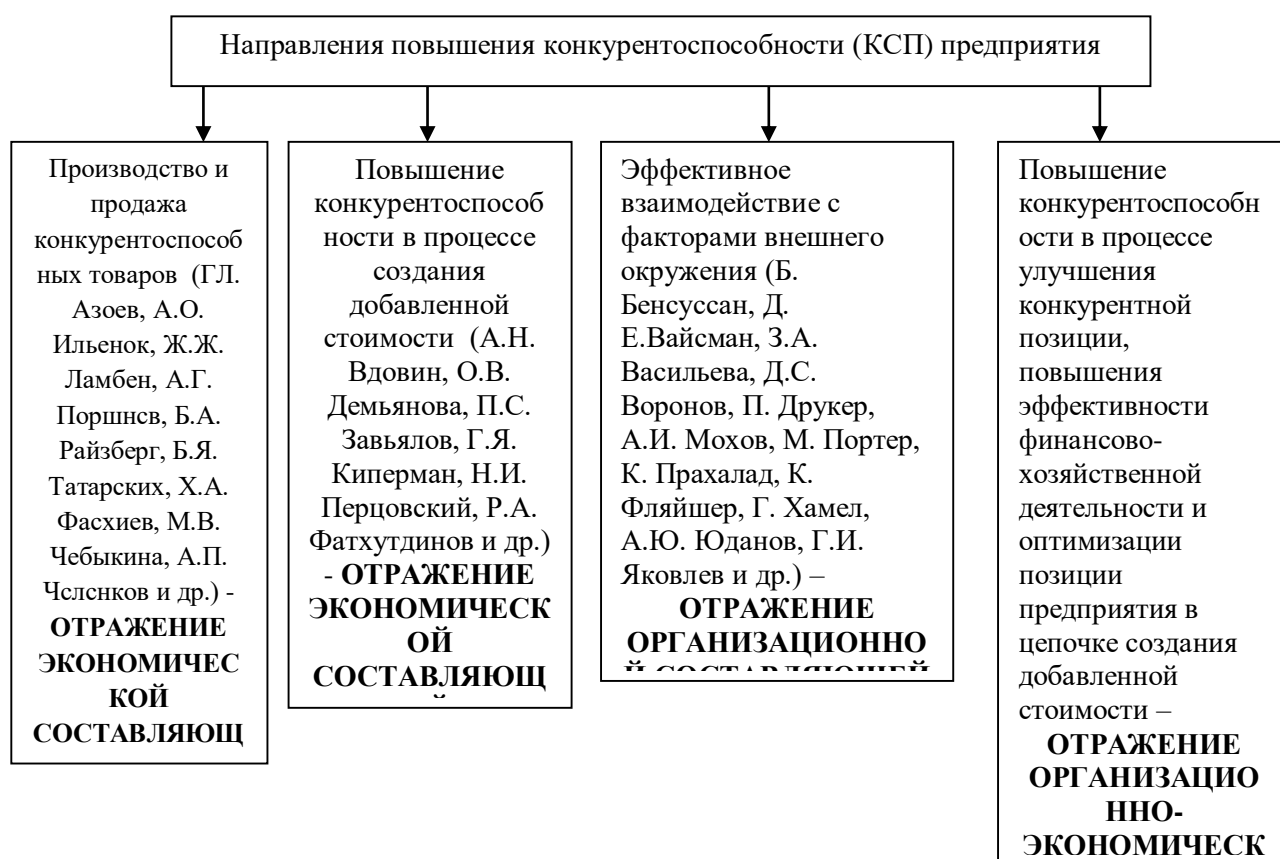 Направления повышения конкурентоспособности (КСП) предприятия
Производство и
продажа
конкурентоспособ
ных товаров (ГЛ.
Азоев, А.О.
Ильенок, Ж.Ж.
Ламбен, А.Г.
Поршнсв, Б.А.
Райзберг, Б.Я.
Татарских, Х.А.
Фасхиев, М.В.
Чебыкина, А.П.
Чслснков и др.) -
ОТРАЖЕНИЕ
ЭКОНОМИЧЕС
КОЙ
СОСТАВЛЯЮЩ
Повышение
конкурентоспособ
ности в процессе
создания
добавленной
стоимости (А.Н.
Вдовин, О.В.
Демьянова, П.С.
Завьялов, Г.Я.
Киперман, Н.И.
Перцовский, Р.А.
Фатхутдинов и др.)
- ОТРАЖЕНИЕ
ЭКОНОМИЧЕСК
ОЙ
СОСТАВЛЯЮЩ
Эффективное
взаимодействие с
факторами внешнего
окружения (Б.
Бенсуссан, Д.
Е.Вайсман, З.А.
Васильева, Д.С.
Воронов, П. Друкер,
А.И. Мохов, М. Портер,
К. Прахалад, К.
Фляйшер, Г. Хамел,
А.Ю. Юданов, Г.И.
Яковлев и др.) –
ОТРАЖЕНИЕ
ОРГАНИЗАЦИОННО
Й СОСТАВЛЯЮЩЕЙ
Повышение
конкурентоспособн
ости в процессе
улучшения
конкурентной
позиции,
повышения
эффективности
финансово-
хозяйственной
деятельности и
оптимизации
позиции
предприятия в
цепочке создания
добавленной
стоимости –
ОТРАЖЕНИЕ
ОРГАНИЗАЦИО
ННО-
ЭКОНОМИЧЕСК